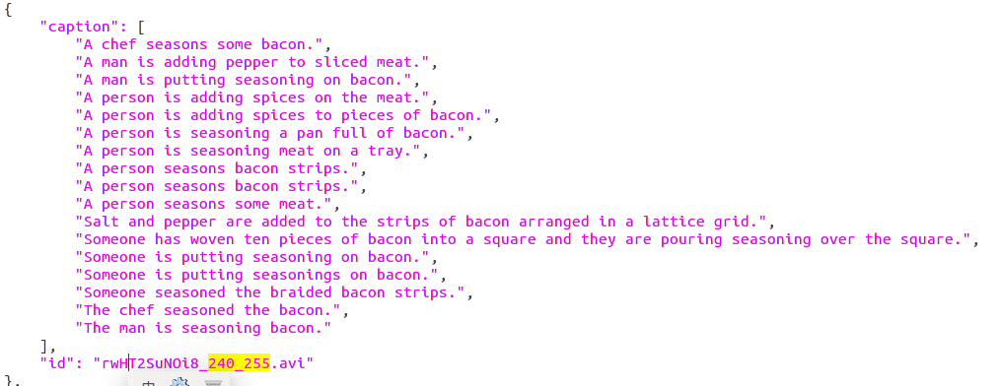 {
"caption": [
"A chef seasons some bacon.",
"A man is adding pepper to sliced meat.",
"A man is putting seasoning on bacon.",
"A person is adding spices on the meat.",
"A person is adding spices to pieces of bacon.",
"A person is seasoning a pan full of bacon.",
"A person is seasoning meat on a tray.",
"A person seasons bacon strips.",
"A person seasons bacon strips.",
"A person seasons some meat.",
"Salt and pepper are added to the strips of bacon arranged in a lattice grid.",
"Someone has woven ten pieces of bacon into a square and they are pouring seasoning over the square.",
"Someone is putting seasoning on bacon.",
"Someone is putting seasonings on bacon.",
"Someone seasoned the braided bacon strips.",
"The chef seasoned the bacon.",
"The man is seasoning bacon."
],
"id": "rwHT2SuNOi8_240_255.avi"
},